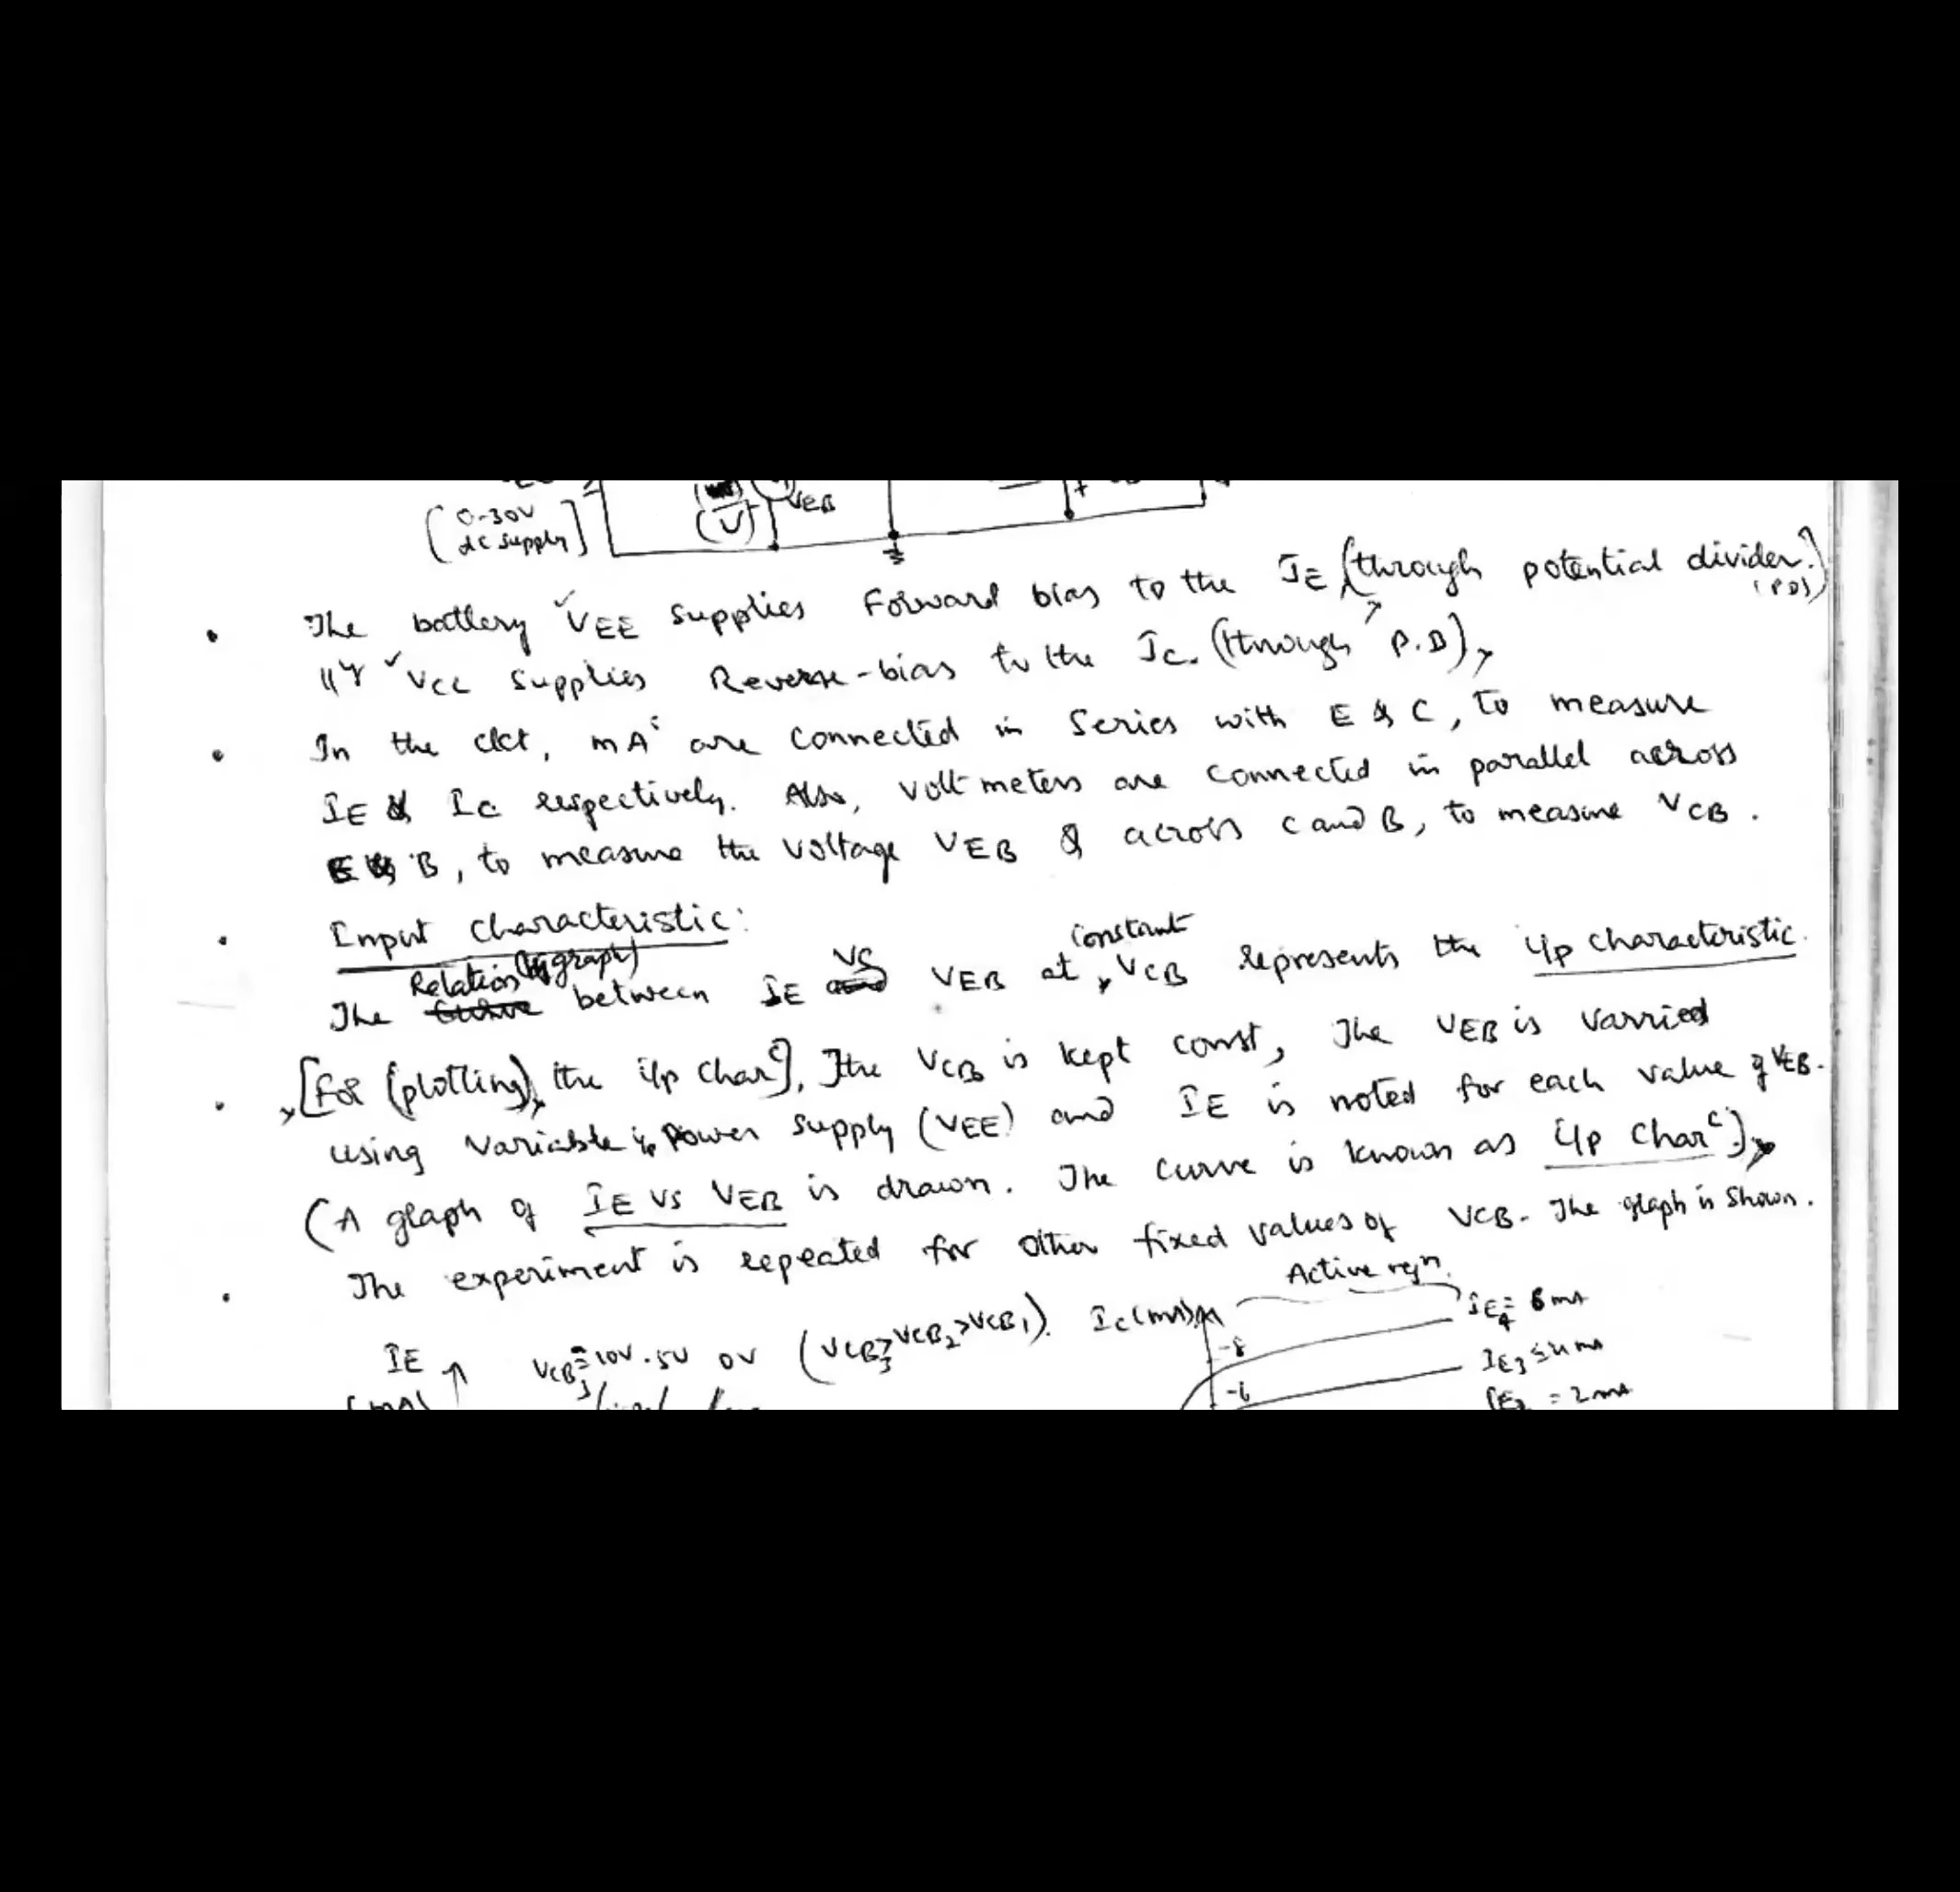 (0-30V
dc supply)
V
VEB
+
The battery VEE supplies Forward bias to the JE (through potential divider.)
(PD)
llly VCC supplies Reverse-bias to the Jc. (through P.D)
In the ckt, mAs are connected in Series with E & C, to measure
IE & IC respectively. Also, voltmeters are connected in parallel across
E & B, to measure the voltage VEB & across C and B, to measure VCB.
Input characteristic:
Relation (graph) VS constant
The between IE VEB at VCB represents the i/p characteristic.
[For (plotting) the i/p charc], the VCB is kept const, The VEB is varried
using variable power supply (VEE) and IE is noted for each value of VEB.
(A graph of IE VS VEB is drawn. The curve is known as i/p charc.)
The experiment is repeated for other fixed values of VCB. The graph is shown.
Active regn.
IE VCB3=10V .5V 0V (VCB3>VCB2>VCB1). Ic(mA) IE4= 6mA
(mA)
-8 IE3=4mA
-6 IE2 = 2mA